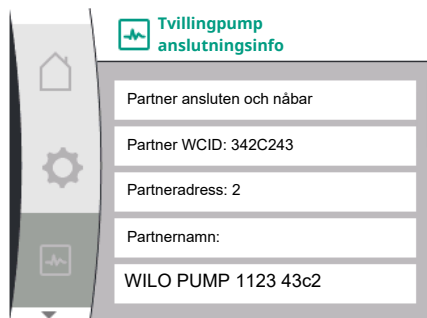 Tvillingpump
anslutningsinfo
Partner ansluten och nåbar
Partner WCID: 342C243
Partneradress: 2
Partnernamn:
WILO PUMP 1123 43c2